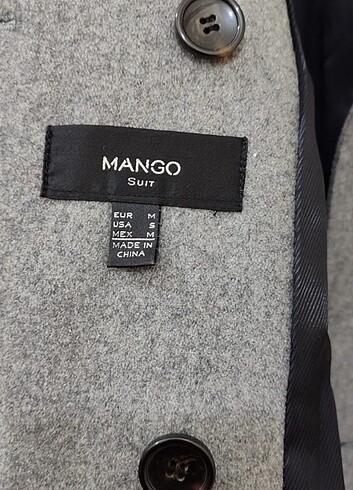 MANGO
SUIT
EUR M
USA S
MEX M
MADE IN
CHINA